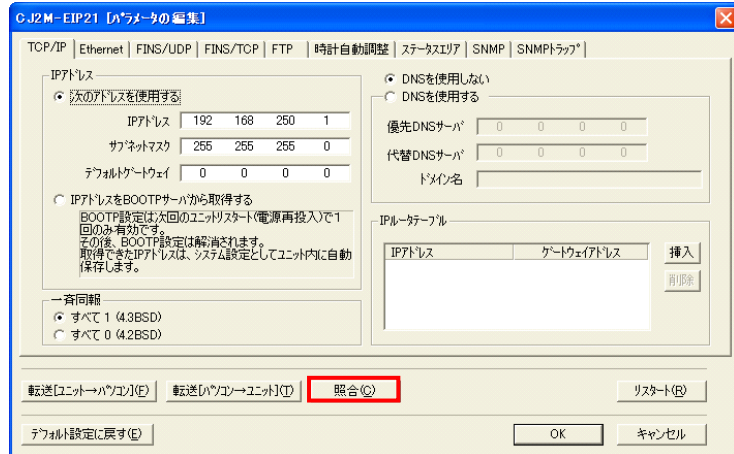 CJ2M-EIP21 [ﾊﾟﾗﾒｰﾀの編集]
TCP/IP Ethernet FINS/UDP FINS/TCP FTP 時計自動調整 ｽﾃｰﾀｽｴﾘｱ SNMP SNMPﾄﾗｯﾌﾟ
IPｱﾄﾞﾚｽ
次のｱﾄﾞﾚｽを使用する
IPｱﾄﾞﾚｽ 192 168 250 1
ｻﾌﾞﾈｯﾄﾏｽｸ 255 255 255 0
ﾃﾞﾌｫﾙﾄｹﾞｰﾄｳｪｲ 0 0 0 0
IPｱﾄﾞﾚｽをBOOTPｻｰﾊﾞから取得する
BOOTP設定は次回のﾕﾆｯﾄﾘｽﾀｰﾄ(電源再投入)で1
回のみ有効です。
その後、BOOTP設定は解消されます。
取得できたIPｱﾄﾞﾚｽは、ｼｽﾃﾑ設定としてﾕﾆｯﾄ内に自動
保存します。
一斉同報
すべて 1 (4.3BSD)
すべて 0 (4.2BSD)
DNSを使用しない
DNSを使用する
優先DNSｻｰﾊﾞ 0 0 0 0
代替DNSｻｰﾊﾞ 0 0 0 0
ﾄﾞﾒｲﾝ名
IPﾙｰﾀﾃｰﾌﾞﾙ
IPｱﾄﾞﾚｽ ｹﾞｰﾄｳｪｲｱﾄﾞﾚｽ
挿入
削除
転送[ﾕﾆｯﾄ→ﾊﾟｿｺﾝ](F) 転送[ﾊﾟｿｺﾝ→ﾕﾆｯﾄ](T) 照合(C) ﾘｽﾀｰﾄ(R)
ﾃﾞﾌｫﾙﾄ設定に戻す(E) OK ｷｬﾝｾﾙ